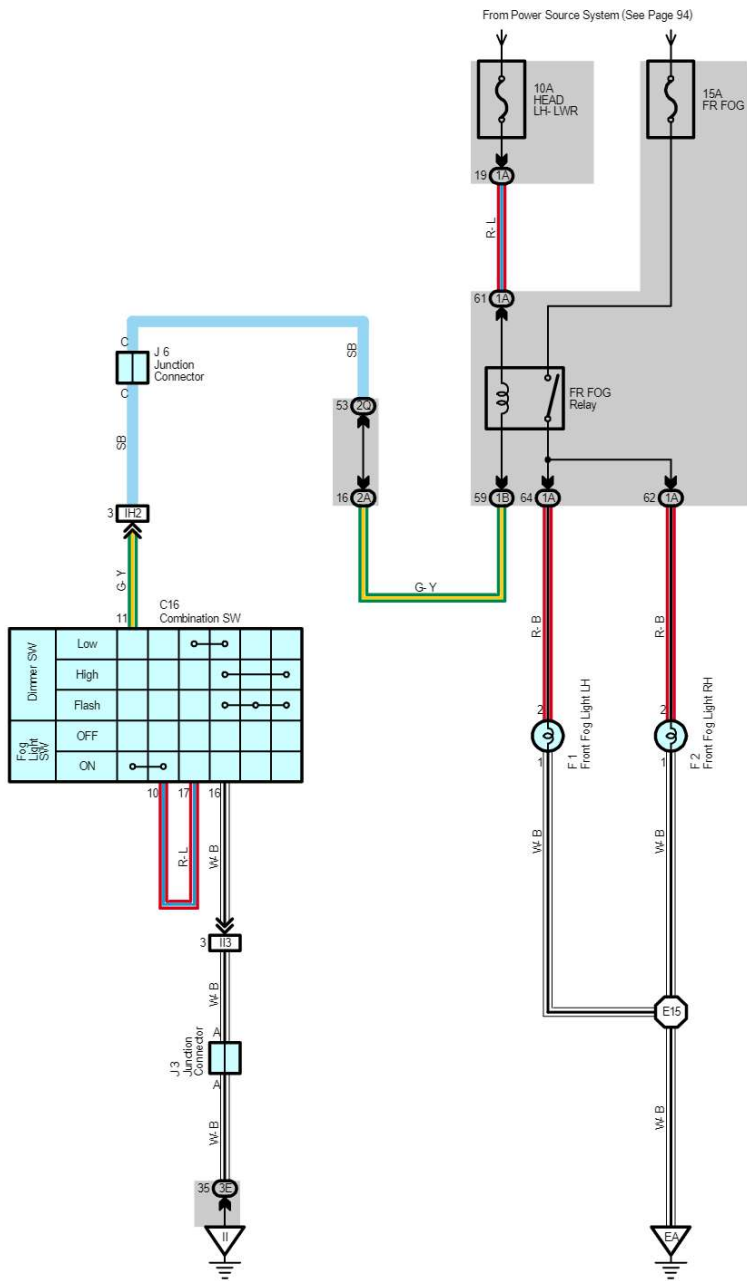 From Power Source System (See Page 94)
10A
HEAD
LH- LWR
15A
FR FOG
19 1A
R- L
61 1A
C
J 6
Junction
Connector
C
SB
SB
53 2Q
FR FOG
Relay
16 2A
59 1B
64 1A
62 1A
3 IH2
G- Y
G- Y
11
C16
Combination SW
R- B
R- B
Dimmer SW
Low
High
Flash
Fog
Light
SW
OFF
ON
2
F 1
Front Fog Light LH
1
2
F 2
Front Fog Light RH
1
10
17
16
R- L
W- B
W- B
W- B
3 II3
W- B
A
J 3
Junction
Connector
A
E15
W- B
W- B
35 3E
II
EA